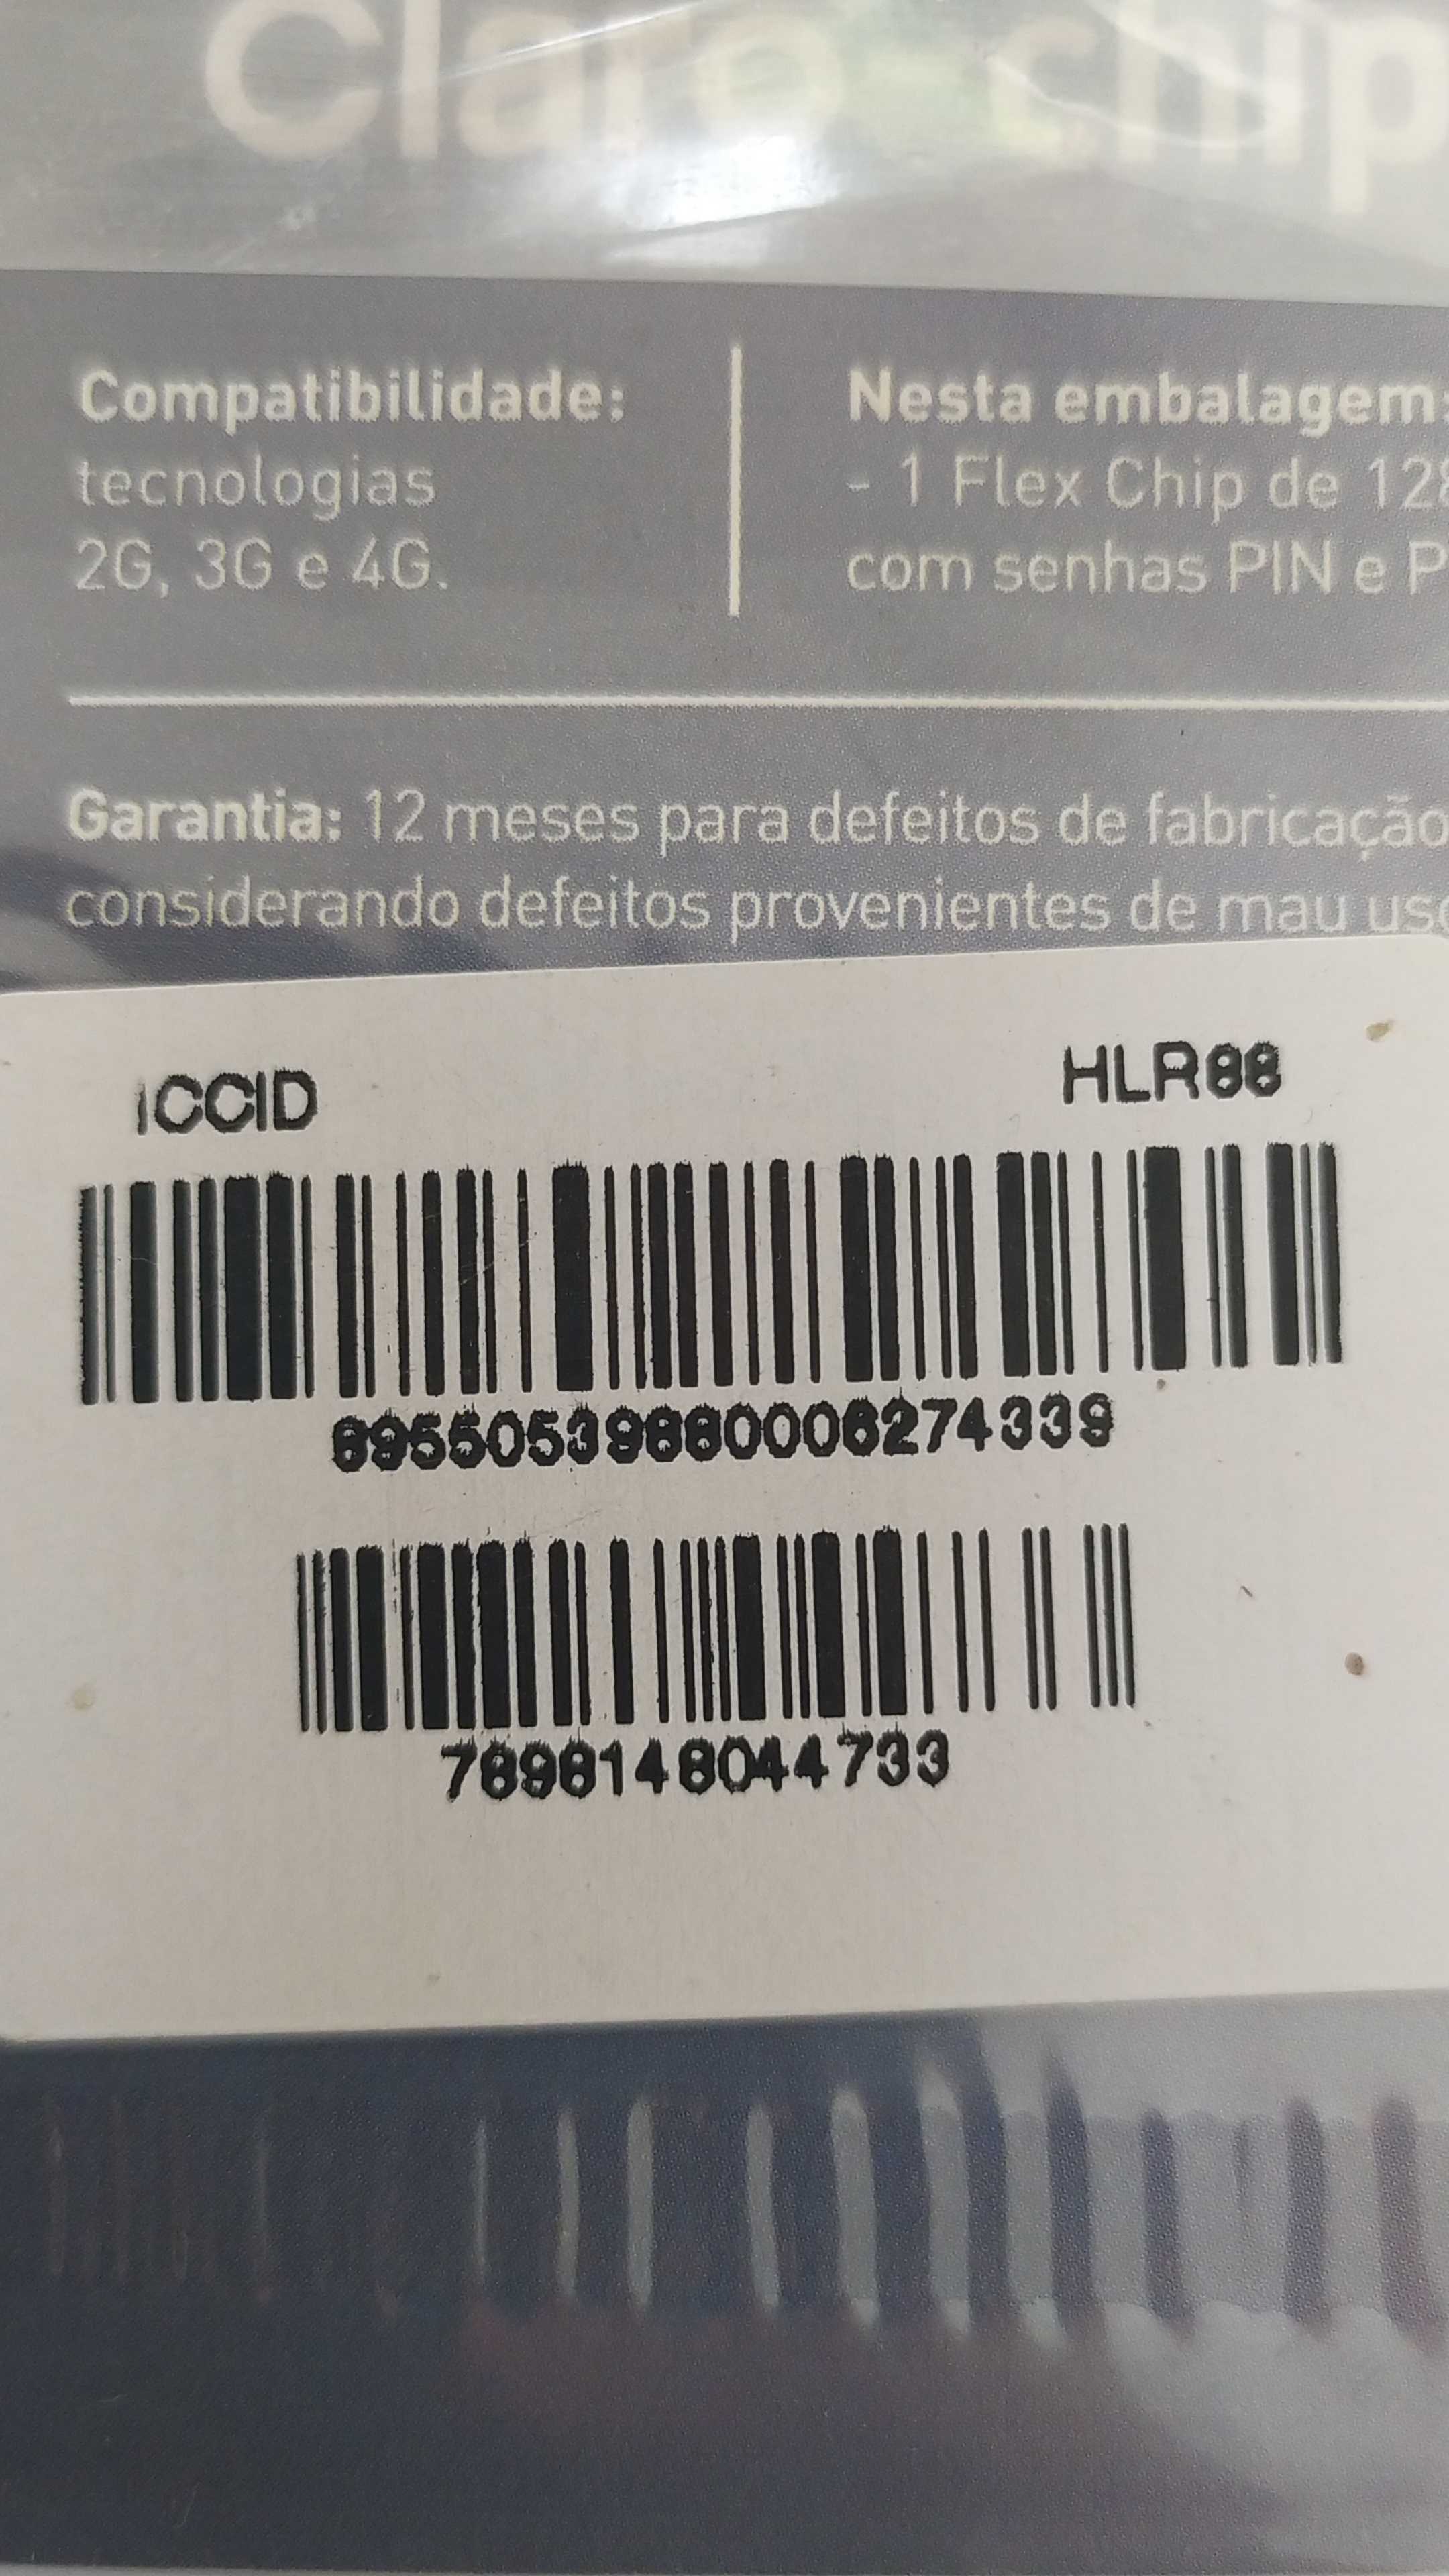 Claro chip
Compatibilidade:
tecnologias
2G, 3G e 4G.
Nesta embalagem:
- 1 Flex Chip de 128
com senhas PIN e P
Garantia: 12 meses para defeitos de fabricação
considerando defeitos provenientes de mau uso
ICCID
HLR88
89550539880006274339
7898148044733